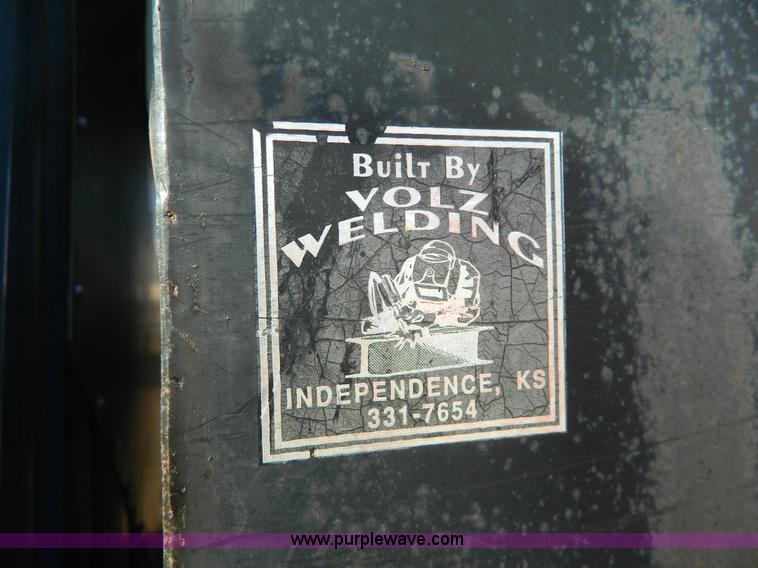 Built By
VOLZ
WELDING
INDEPENDENCE, KS
331-7654
www.purplewave.com